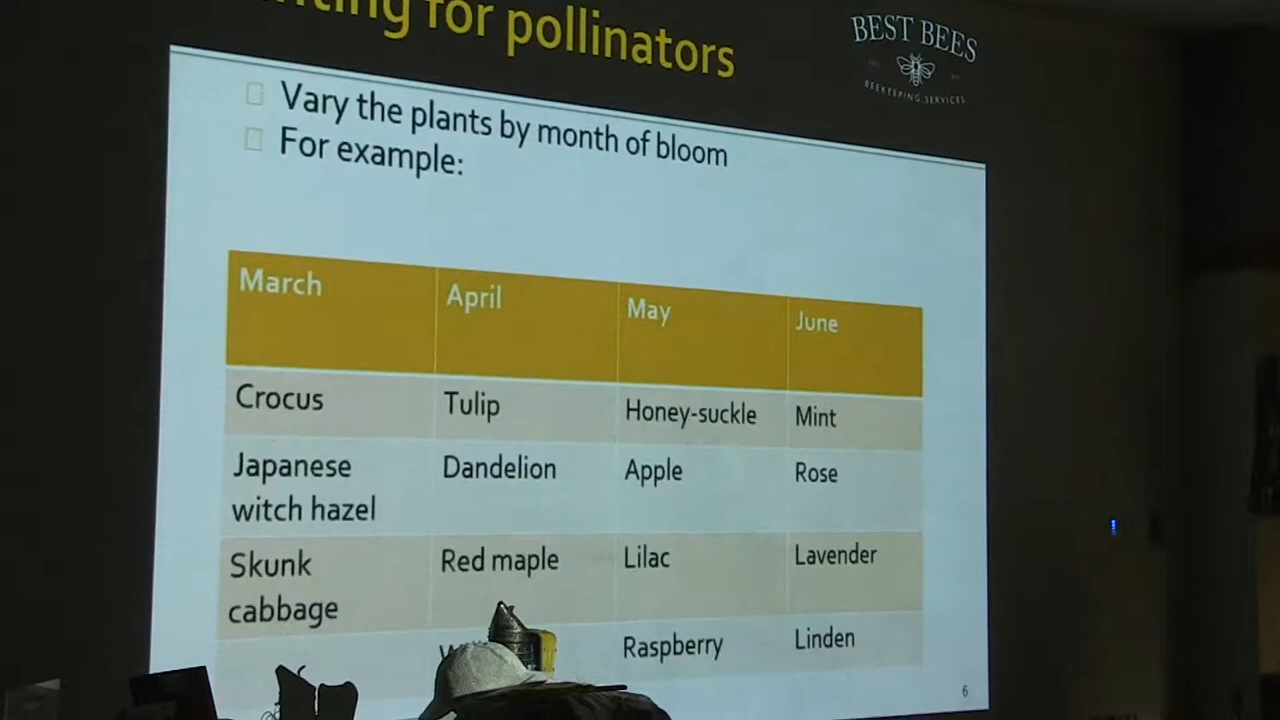 for pollinators
BEST BEES
BEEKEEPING SERVICES
Vary the plants by month of bloom
For example:
March April May June
Crocus Tulip Honey-suckle Mint
Japanese witch hazel Dandelion Apple Rose
Skunk cabbage Red maple Lilac Lavender
Raspberry Linden
6